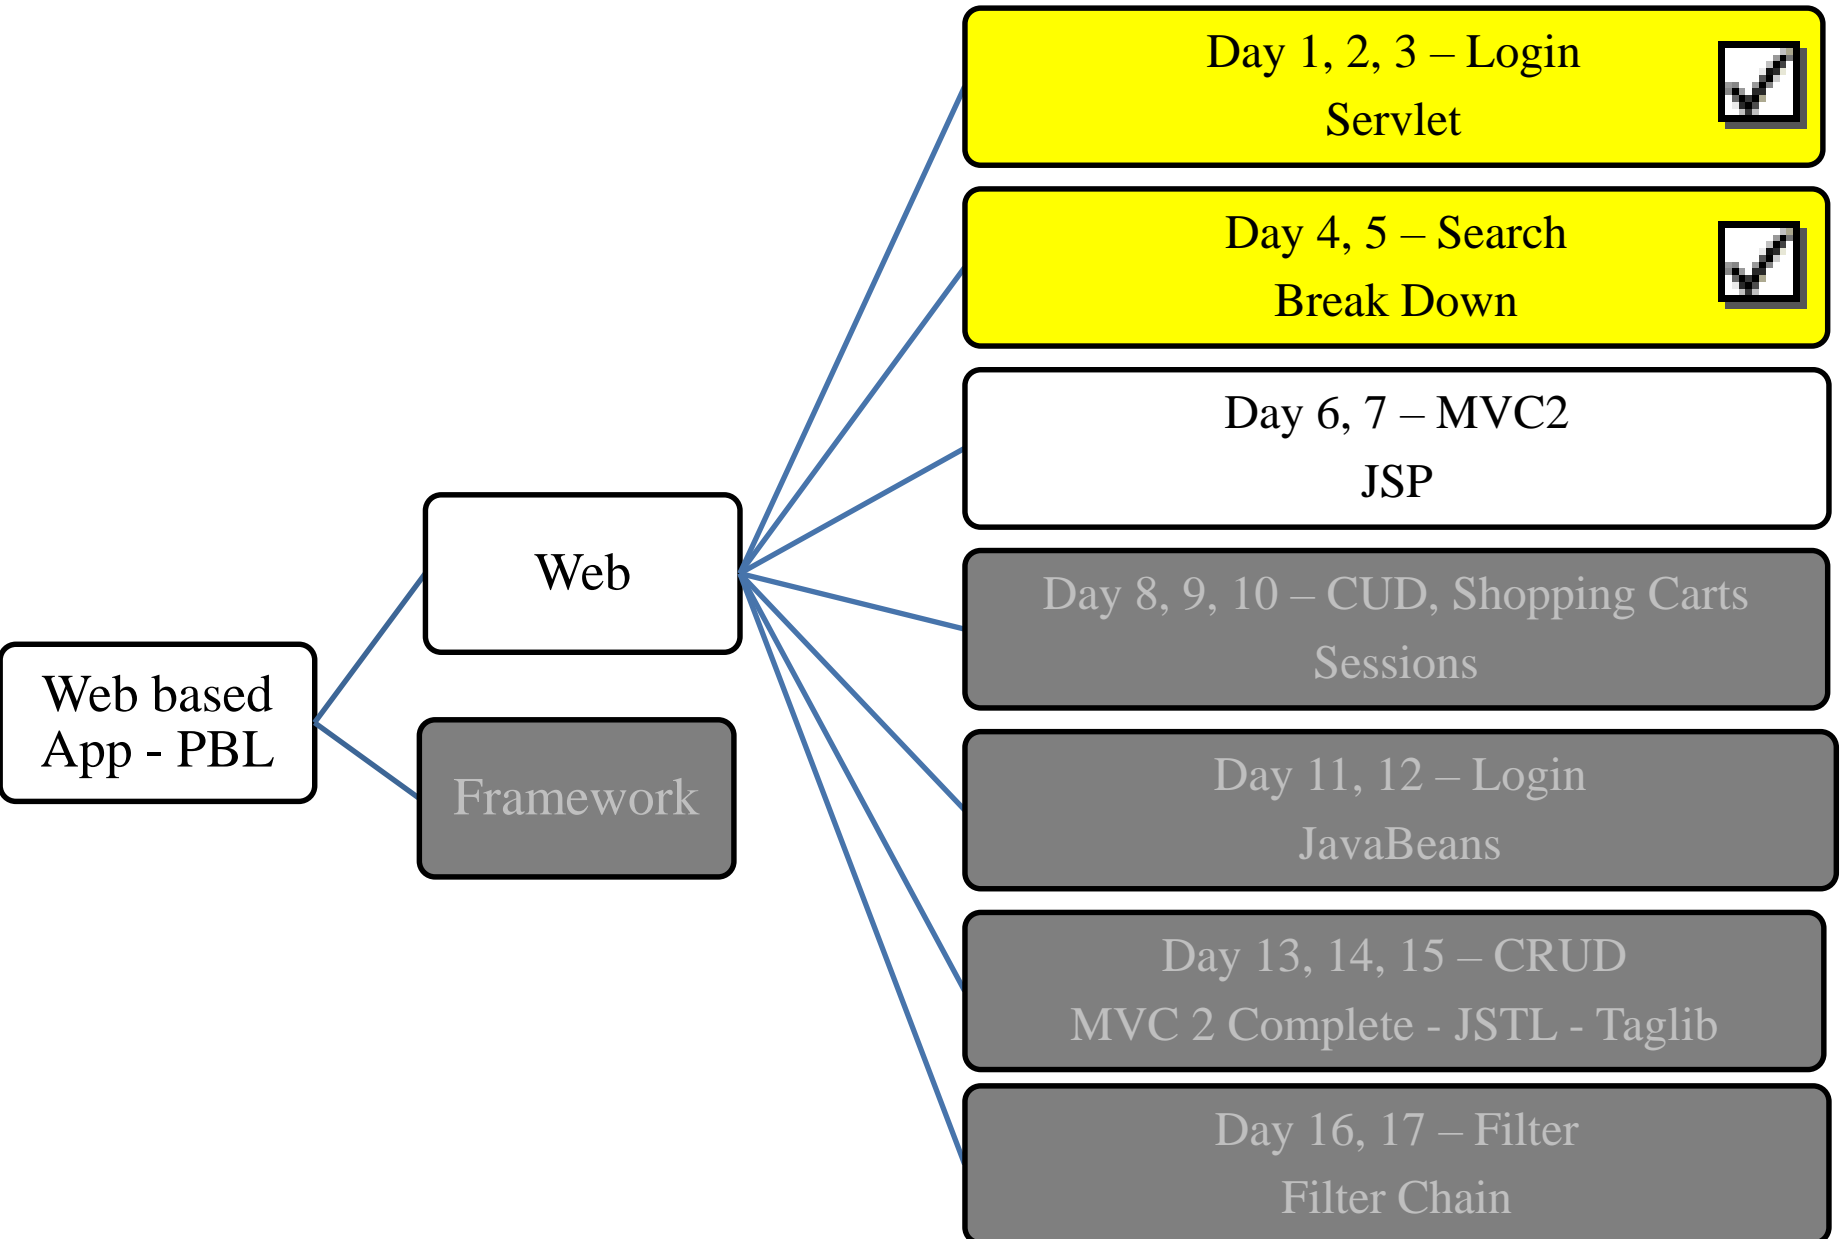 Web based
App - PBL
Web
Framework
Day 1, 2, 3 – Login
Servlet
Day 4, 5 – Search
Break Down
Day 6, 7 – MVC2
JSP
Day 8, 9, 10 – CUD, Shopping Carts
Sessions
Day 11, 12 – Login
JavaBeans
Day 13, 14, 15 – CRUD
MVC 2 Complete - JSTL - Taglib
Day 16, 17 – Filter
Filter Chain